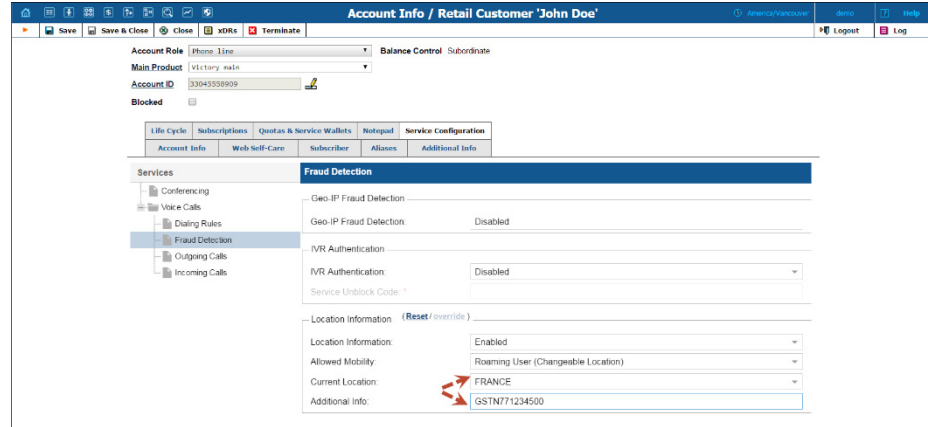 Account Info / Retail Customer 'John Doe'
America/Vancouver
demo
Help
Save
Save & Close
Close
xDRs
Terminate
Logout
Log
Account Role Phone line
Balance Control Subordinate
Main Product Victory main
Account ID 33045558909
Blocked
Life Cycle Subscriptions Quotas & Service Wallets Notepad Service Configuration
Account Info Web Self-Care Subscriber Aliases Additional Info
Services
Conferencing
Voice Calls
Dialing Rules
Fraud Detection
Outgoing Calls
Incoming Calls
Fraud Detection
Geo-IP Fraud Detection
Geo-IP Fraud Detection: Disabled
IVR Authentication
IVR Authentication: Disabled
Service Unblock Code: *
Location Information (Reset/override)
Location Information: Enabled
Allowed Mobility: Roaming User (Changeable Location)
Current Location: FRANCE
Additional Info: GSTN771234500